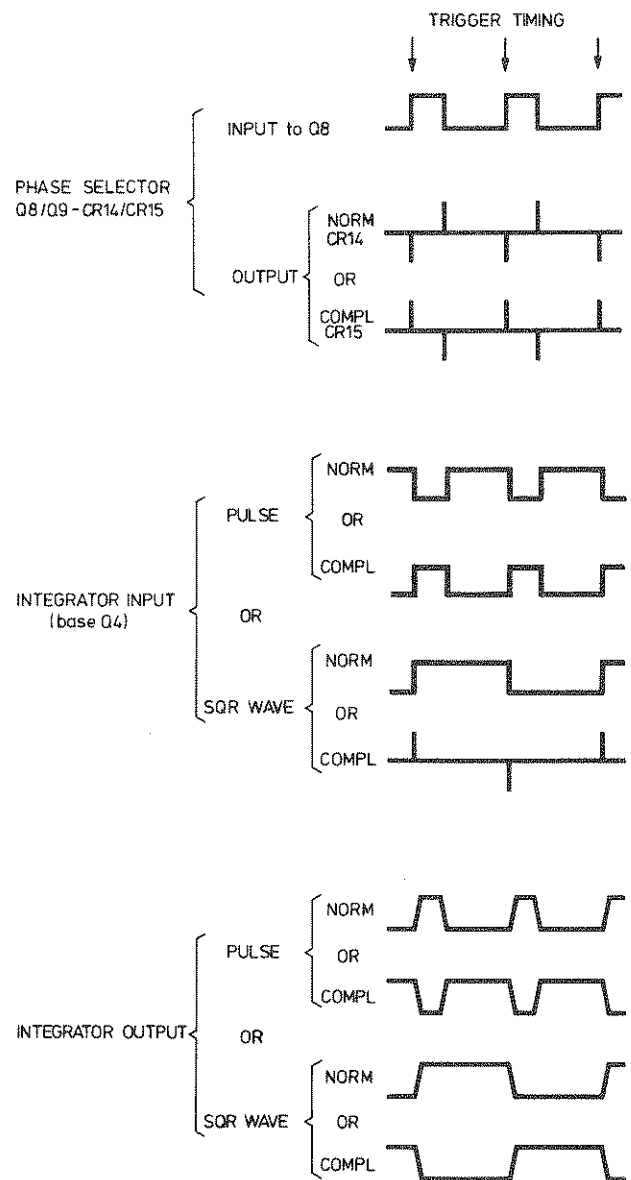 TRIGGER TIMING
INPUT to Q8
PHASE SELECTOR
Q8/Q9-CR14/CR15
NORM
CR14
OUTPUT
OR
COMPL
CR15
NORM
PULSE
OR
COMPL
INTEGRATOR INPUT
(base Q4)
OR
NORM
SQR WAVE
OR
COMPL
NORM
PULSE
OR
COMPL
INTEGRATOR OUTPUT
OR
NORM
SQR WAVE
OR
COMPL